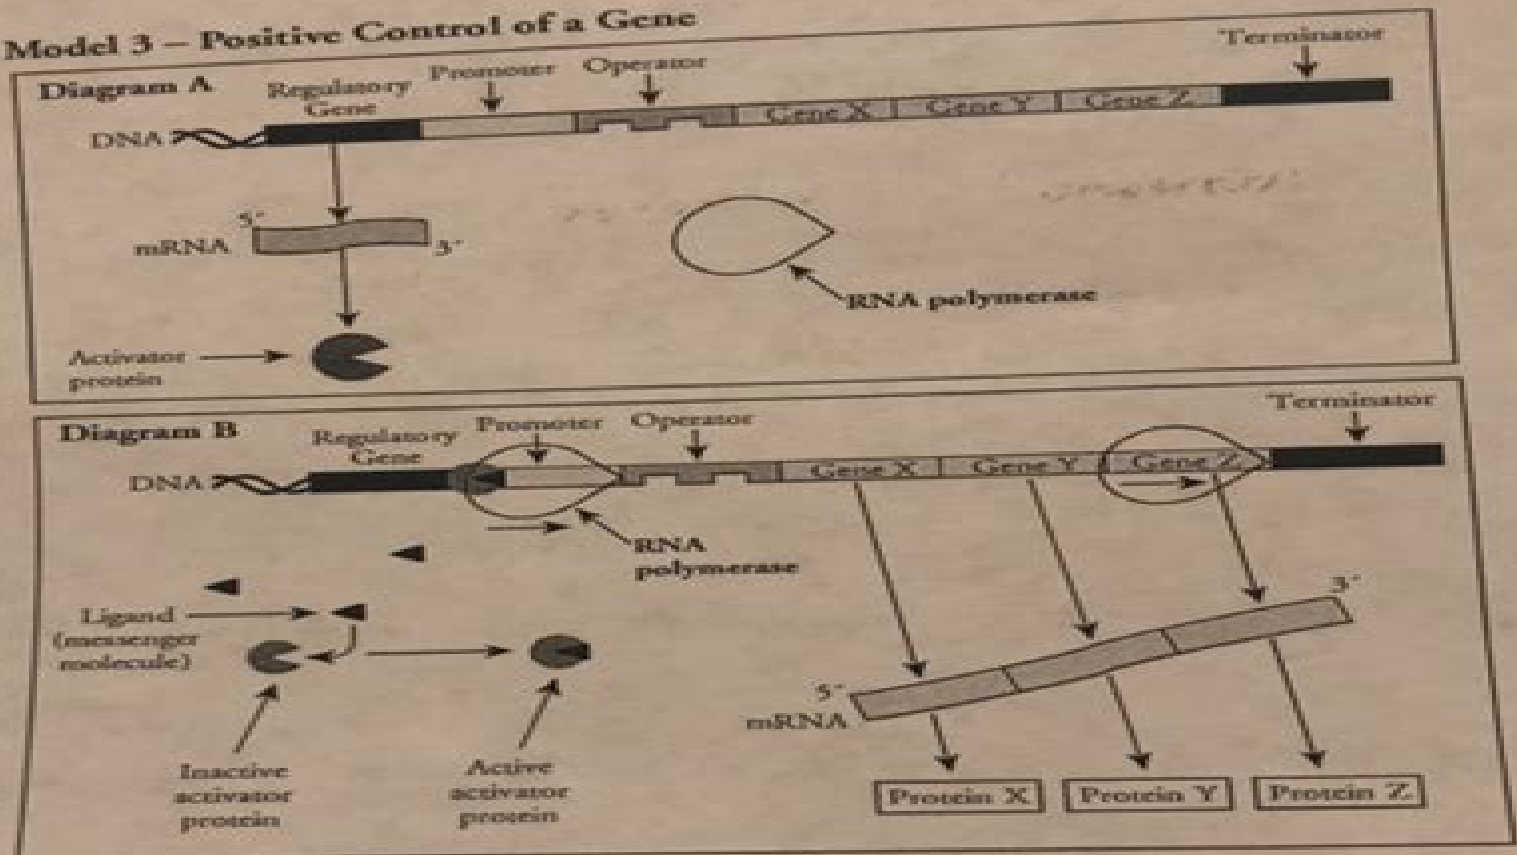 Model 3 – Positive Control of a Gene
Diagram A
Regulatory
Gene
Promoter
Operator
Terminator
DNA
Gene X
Gene Y
Gene Z
5'
mRNA
3'
RNA polymerase
Activator
protein
Diagram B
Regulatory
Gene
Promoter
Operator
Terminator
DNA
Gene X
Gene Y
Gene Z
RNA
polymerase
Ligand
(messenger
molecule)
3'
5'
mRNA
Inactive
activator
protein
Active
activator
protein
Protein X
Protein Y
Protein Z